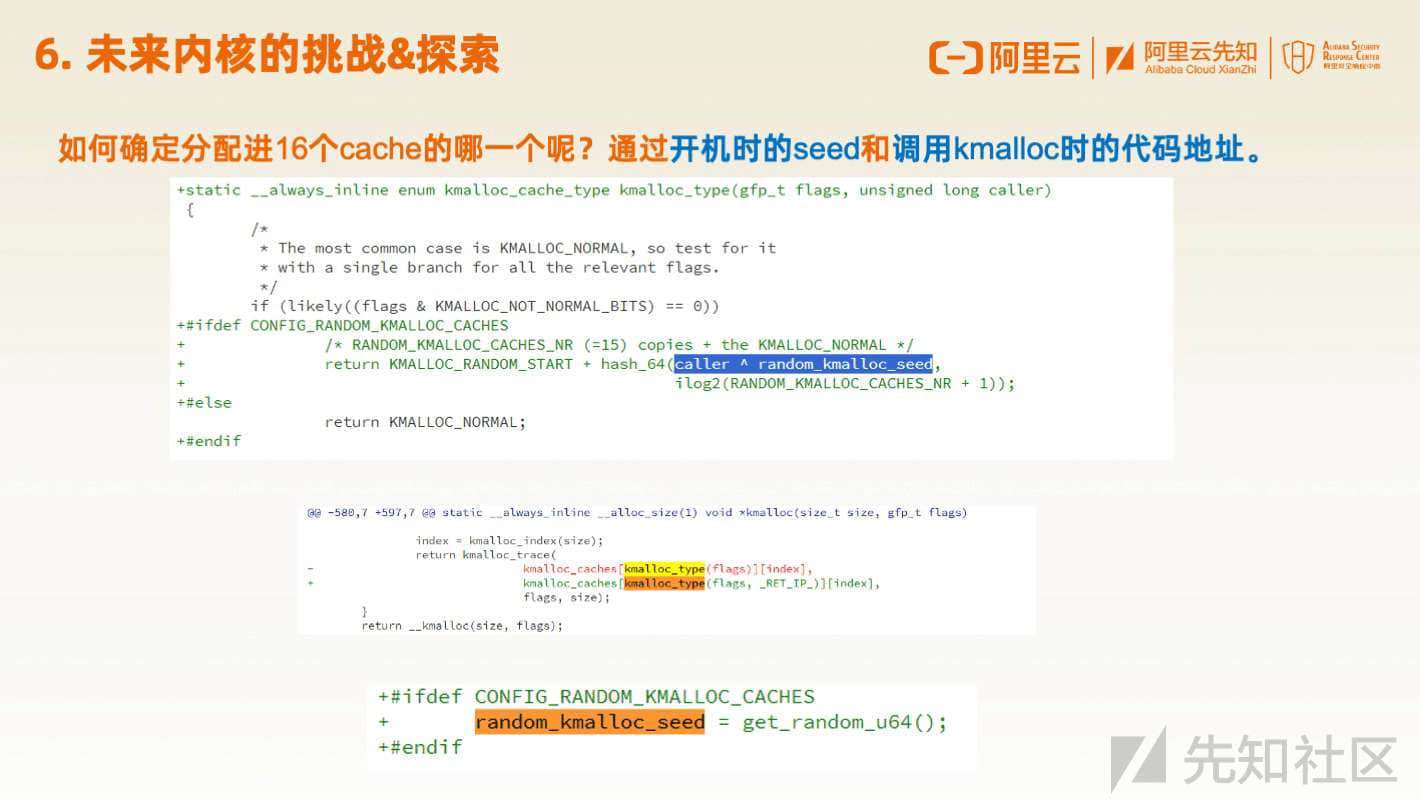 6. 未来内核的挑战&探索
阿里云
阿里云先知
Alibaba Cloud XianZhi
ALIBABA SECURITY
RESPONSE CENTER
如何确定分配进16个cache的哪一个呢？通过开机时的seed和调用kmalloc时的代码地址。
+static __always_inline enum kmalloc_cache_type kmalloc_type(gfp_t flags, unsigned long caller)
{
/*
* The most common case is KMALLOC_NORMAL, so test for it
* with a single branch for all the relevant flags.
*/
if (likely((flags & KMALLOC_NOT_NORMAL_BITS) == 0))
+#ifdef CONFIG_RANDOM_KMALLOC_CACHES
+ /* RANDOM_KMALLOC_CACHES_NR (=15) copies + the KMALLOC_NORMAL */
+ return KMALLOC_RANDOM_START + hash_64(caller ^ random_kmalloc_seed,
+ ilog2(RANDOM_KMALLOC_CACHES_NR + 1));
+#else
return KMALLOC_NORMAL;
+#endif
@@ -580,7 +597,7 @@ static __always_inline __alloc_size(1) void *kmalloc(size_t size, gfp_t flags)
index = kmalloc_index(size);
return kmalloc_trace(
- kmalloc_caches[kmalloc_type(flags)][index],
+ kmalloc_caches[kmalloc_type(flags, _RET_IP_)][index],
flags, size);
}
return __kmalloc(size, flags);
+#ifdef CONFIG_RANDOM_KMALLOC_CACHES
+ random_kmalloc_seed = get_random_u64();
+#endif
先知社区